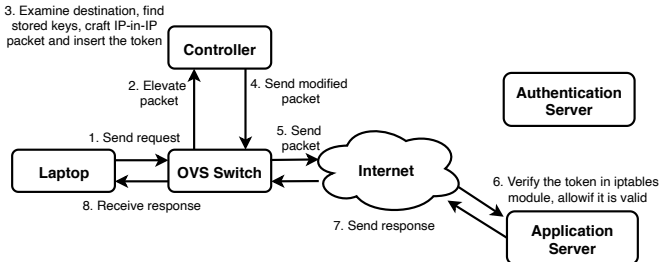 3. Examine destination, find
stored keys, craft IP-in-IP
packet and insert the token
Controller
2. Elevate
packet
4. Send modified
packet
Authentication
Server
1. Send request
5. Send
packet
Laptop
OVS Switch
Internet
6. Verify the token in iptables
module, allowif it is valid
8. Receive response
7. Send response
Application
Server